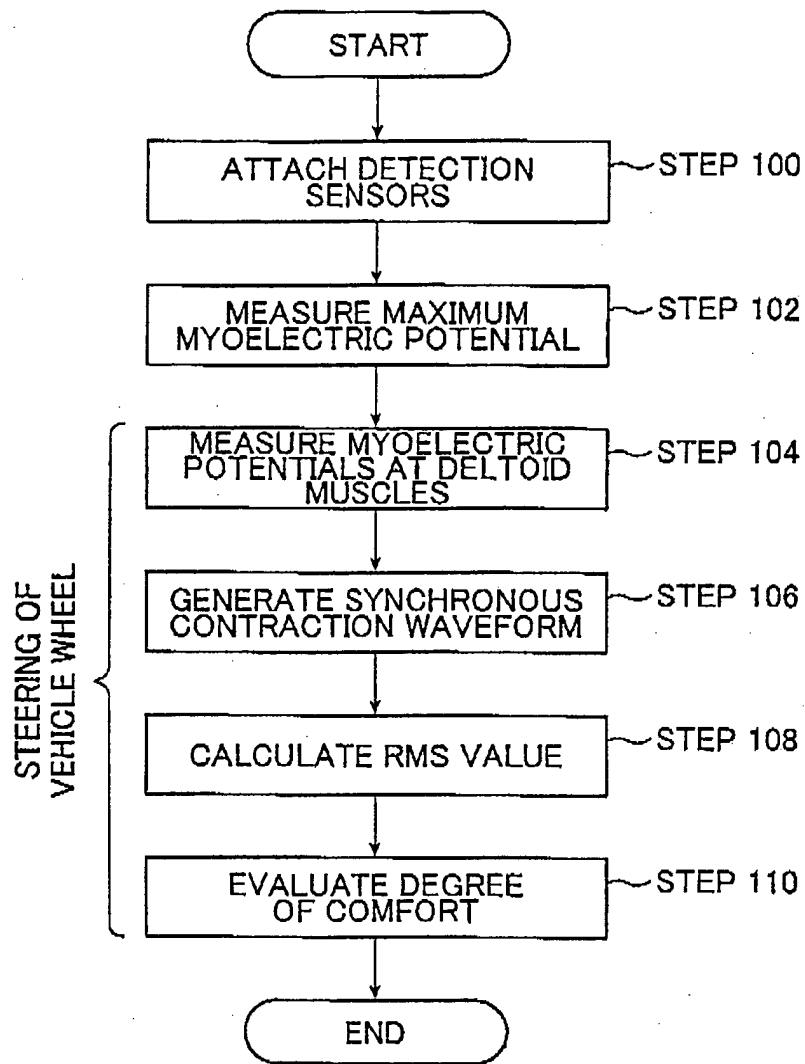 START
ATTACH DETECTION
SENSORS
STEP 100
MEASURE MAXIMUM
MYOELECTRIC POTENTIAL
STEP 102
MEASURE MYOELECTRIC
POTENTIALS AT DELTOID
MUSCLES
STEP 104
GENERATE SYNCHRONOUS
CONTRACTION WAVEFORM
STEP 106
CALCULATE RMS VALUE
STEP 108
EVALUATE DEGREE
OF COMFORT
STEP 110
STEERING OF
VEHICLE WHEEL
END